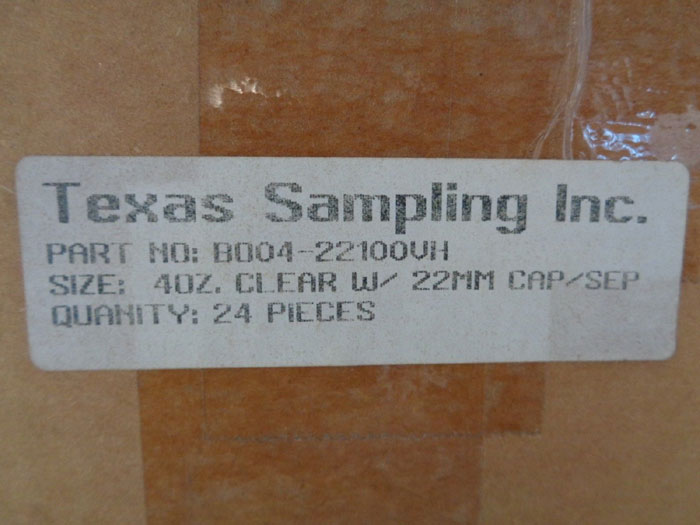 Texas Sampling Inc.
PART NO: B004-22100VH
SIZE: 4OZ. CLEAR W/ 22MM CAP/SEP
QUANITY: 24 PIECES